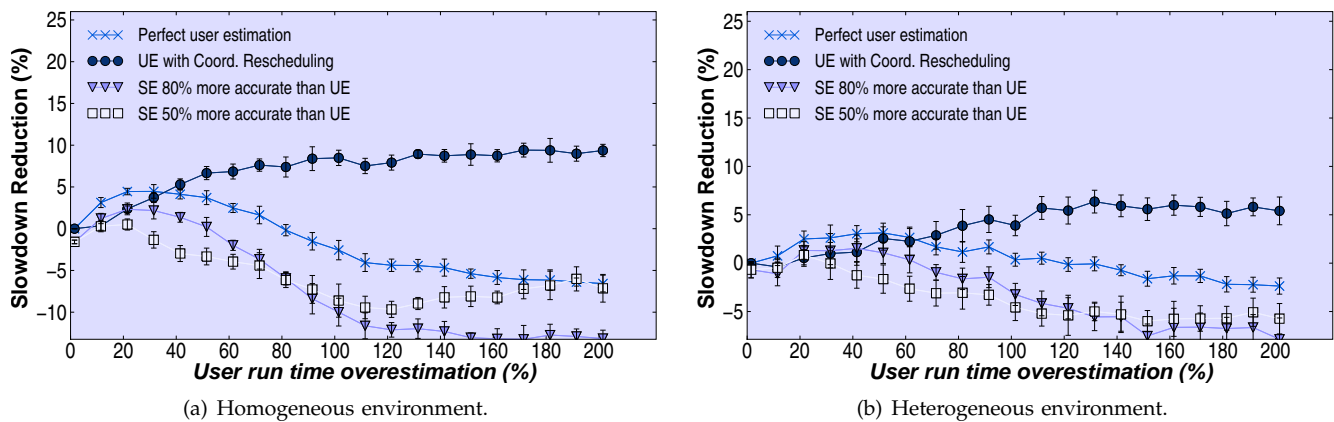 25
20
15
10
5
0
−5
−10
Slowdown Reduction (%)
Perfect user estimation
UE with Coord. Rescheduling
SE 80% more accurate than UE
SE 50% more accurate than UE
0 20 40 60 80 100 120 140 160 180 200
User run time overestimation (%)
(a) Homogeneous environment.
25
20
15
10
5
0
−5
Slowdown Reduction (%)
Perfect user estimation
UE with Coord. Rescheduling
SE 80% more accurate than UE
SE 50% more accurate than UE
0 20 40 60 80 100 120 140 160 180 200
User run time overestimation (%)
(b) Heterogeneous environment.